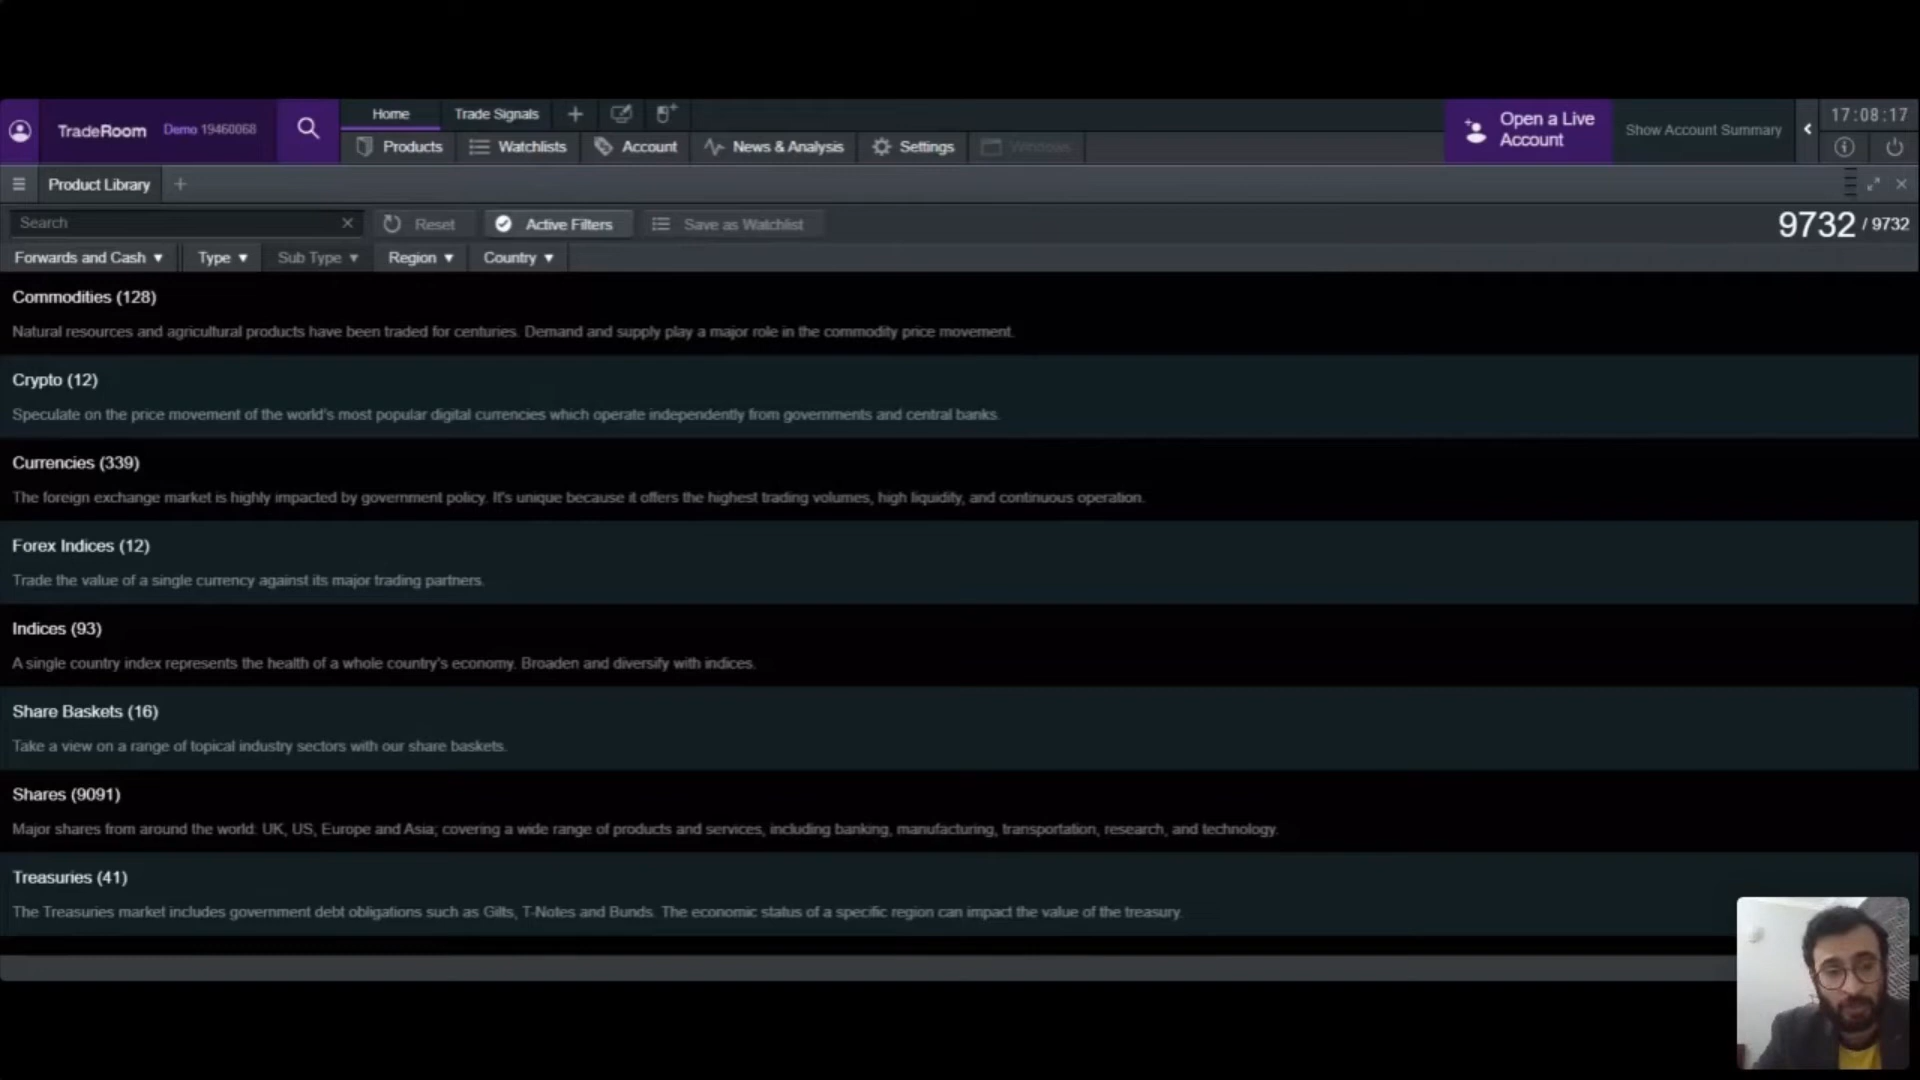 TradeRoom Demo 19460068
Home Trade Signals
Products Watchlists Account News & Analysis Settings Windows
Open a Live
Account
Show Account Summary
17:08:17
Product Library
Search Reset Active Filters Save as Watchlist
9732 / 9732
Forwards and Cash Type Sub Type Region Country
Commodities (128)
Natural resources and agricultural products have been traded for centuries. Demand and supply play a major role in the commodity price movement.
Crypto (12)
Speculate on the price movement of the world's most popular digital currencies which operate independently from governments and central banks.
Currencies (339)
The foreign exchange market is highly impacted by government policy. It's unique because it offers the highest trading volumes, high liquidity, and continuous operation.
Forex Indices (12)
Trade the value of a single currency against its major trading partners.
Indices (93)
A single country index represents the health of a whole country's economy. Broaden and diversify with indices.
Share Baskets (16)
Take a view on a range of topical industry sectors with our share baskets.
Shares (9091)
Major shares from around the world: UK, US, Europe and Asia; covering a wide range of products and services, including banking, manufacturing, transportation, research, and technology.
Treasuries (41)
The Treasuries market includes government debt obligations such as Gilts, T-Notes and Bunds. The economic status of a specific region can impact the value of the treasury.